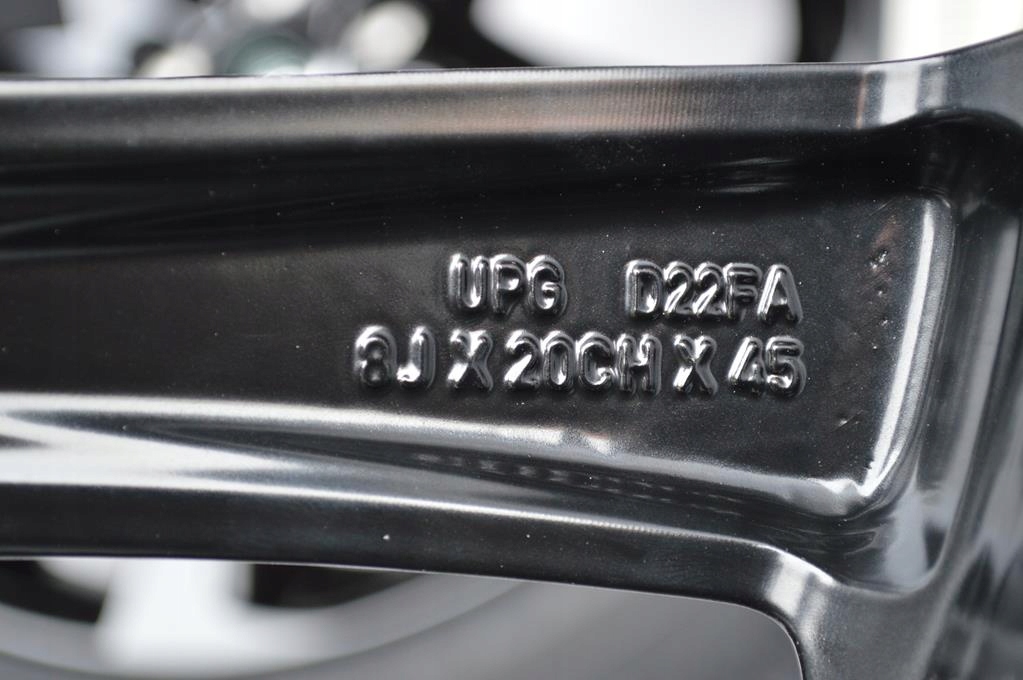 UPG D22FA
8J X 20CH X 45